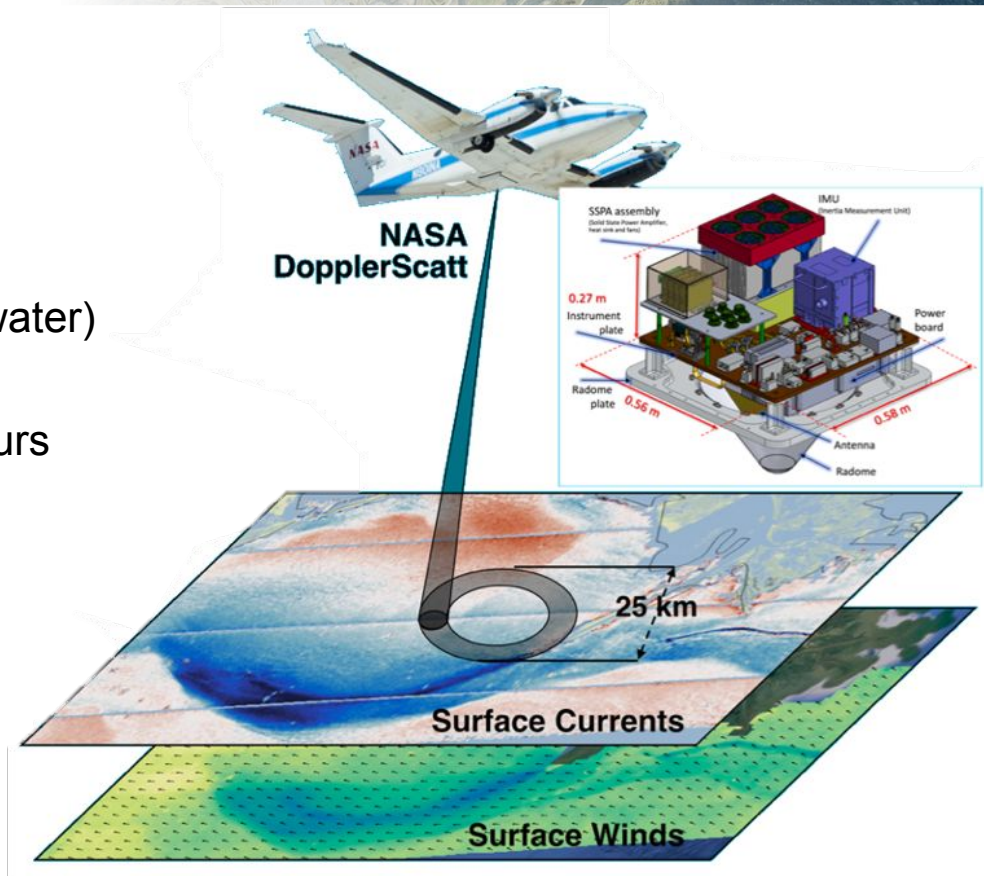 NASA
NASA
DopplerScatt
water)
urs
SSPA assembly
(Solid State Power Amplifier,
heat sink and fans)
IMU
(Inertia Measurement Unit)
0.27 m
Instrument
plate
Power
board
Radome
plate
0.56 m
0.58 m
Antenna
Radome
25 km
Surface Currents
Surface Winds